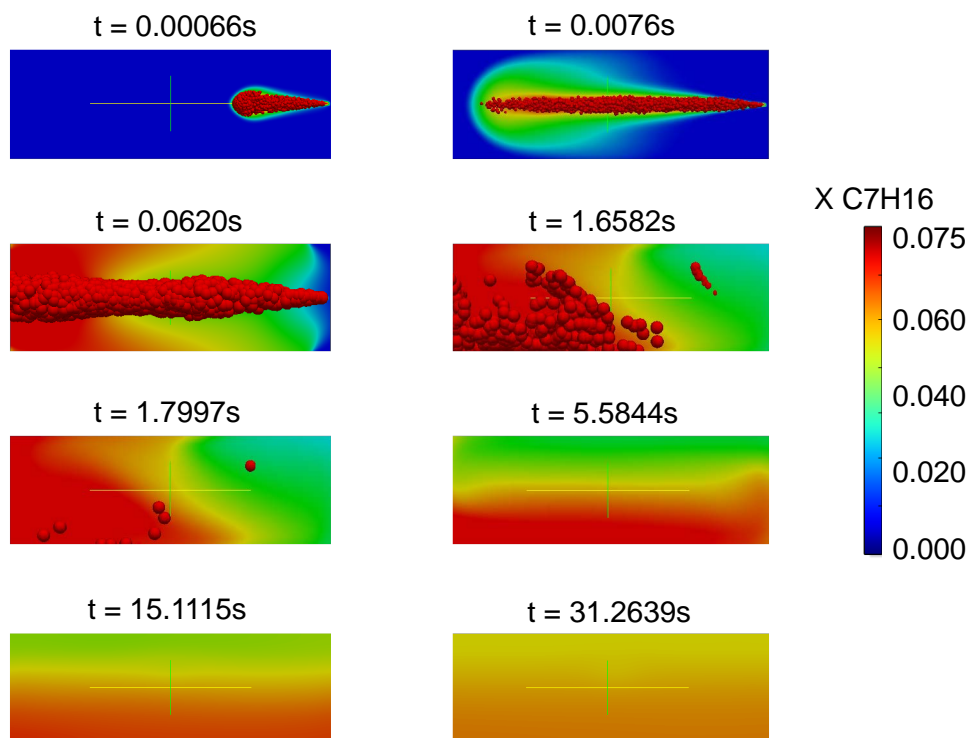 t = 0.00066s
t = 0.0076s
t = 0.0620s
t = 1.6582s
X C7H16
0.075
0.060
0.040
0.020
0.000
t = 1.7997s
t = 5.5844s
t = 15.1115s
t = 31.2639s